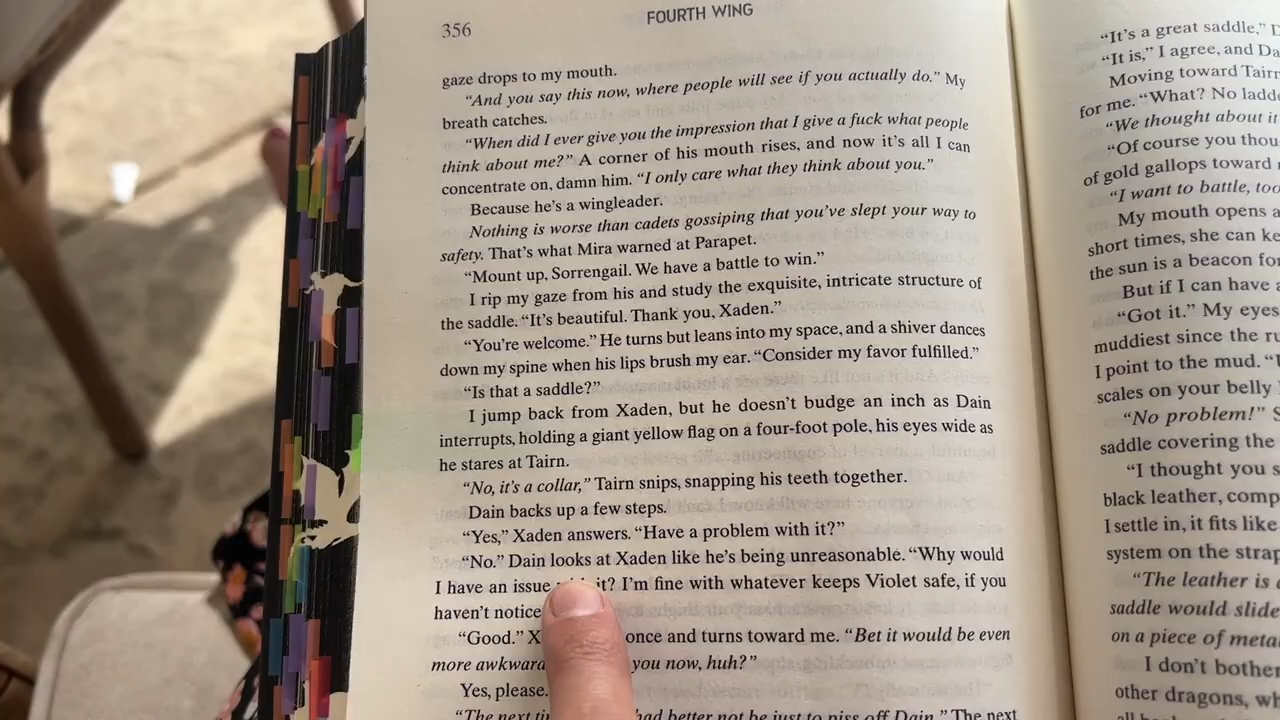 356
FOURTH WING
gaze drops to my mouth.
"And you say this now, where people will see if you actually do." My
breath catches.
"When did I ever give you the impression that I give a fuck what people
think about me?" A corner of his mouth rises, and now it's all I can
concentrate on, damn him. "I only care what they think about you."
Because he's a wingleader.
Nothing is worse than cadets gossiping that you've slept your way to
safety. That's what Mira warned at Parapet.
"Mount up, Sorrengail. We have a battle to win."
I rip my gaze from his and study the exquisite, intricate structure of
the saddle. "It's beautiful. Thank you, Xaden."
"You're welcome." He turns but leans into my space, and a shiver dances
down my spine when his lips brush my ear. "Consider my favor fulfilled."
"Is that a saddle?"
I jump back from Xaden, but he doesn't budge an inch as Dain
interrupts, holding a giant yellow flag on a four-foot pole, his eyes wide as
he stares at Tairn.
"No, it's a collar," Tairn snips, snapping his teeth together.
Dain backs up a few steps.
"Yes," Xaden answers. "Have a problem with it?"
"No." Dain looks at Xaden like he's being unreasonable. "Why would
I have an issue it? I'm fine with whatever keeps Violet safe, if you
haven't notice
"Good." X once and turns toward me. "Bet it would be even
more awkward you now, huh?"
Yes, please.
"The next had better not be just to piss off Dain." The next
"It's a great saddle,"
"It is," I agree, and
Moving toward Tairn
for me. "What? No
"We thought about it
"Of course you
of gold gallops toward
"I want to battle,
My mouth opens
short times, she can
the sun is a beacon
But if I can have
"Got it." My eyes
muddiest since the
I point to the mud.
scales on your belly
"No problem!"
saddle covering the
"I thought you
black leather,
I settle in, it fits like
system on the
"The leather is
saddle would
on a piece of
I don't
other dragons,